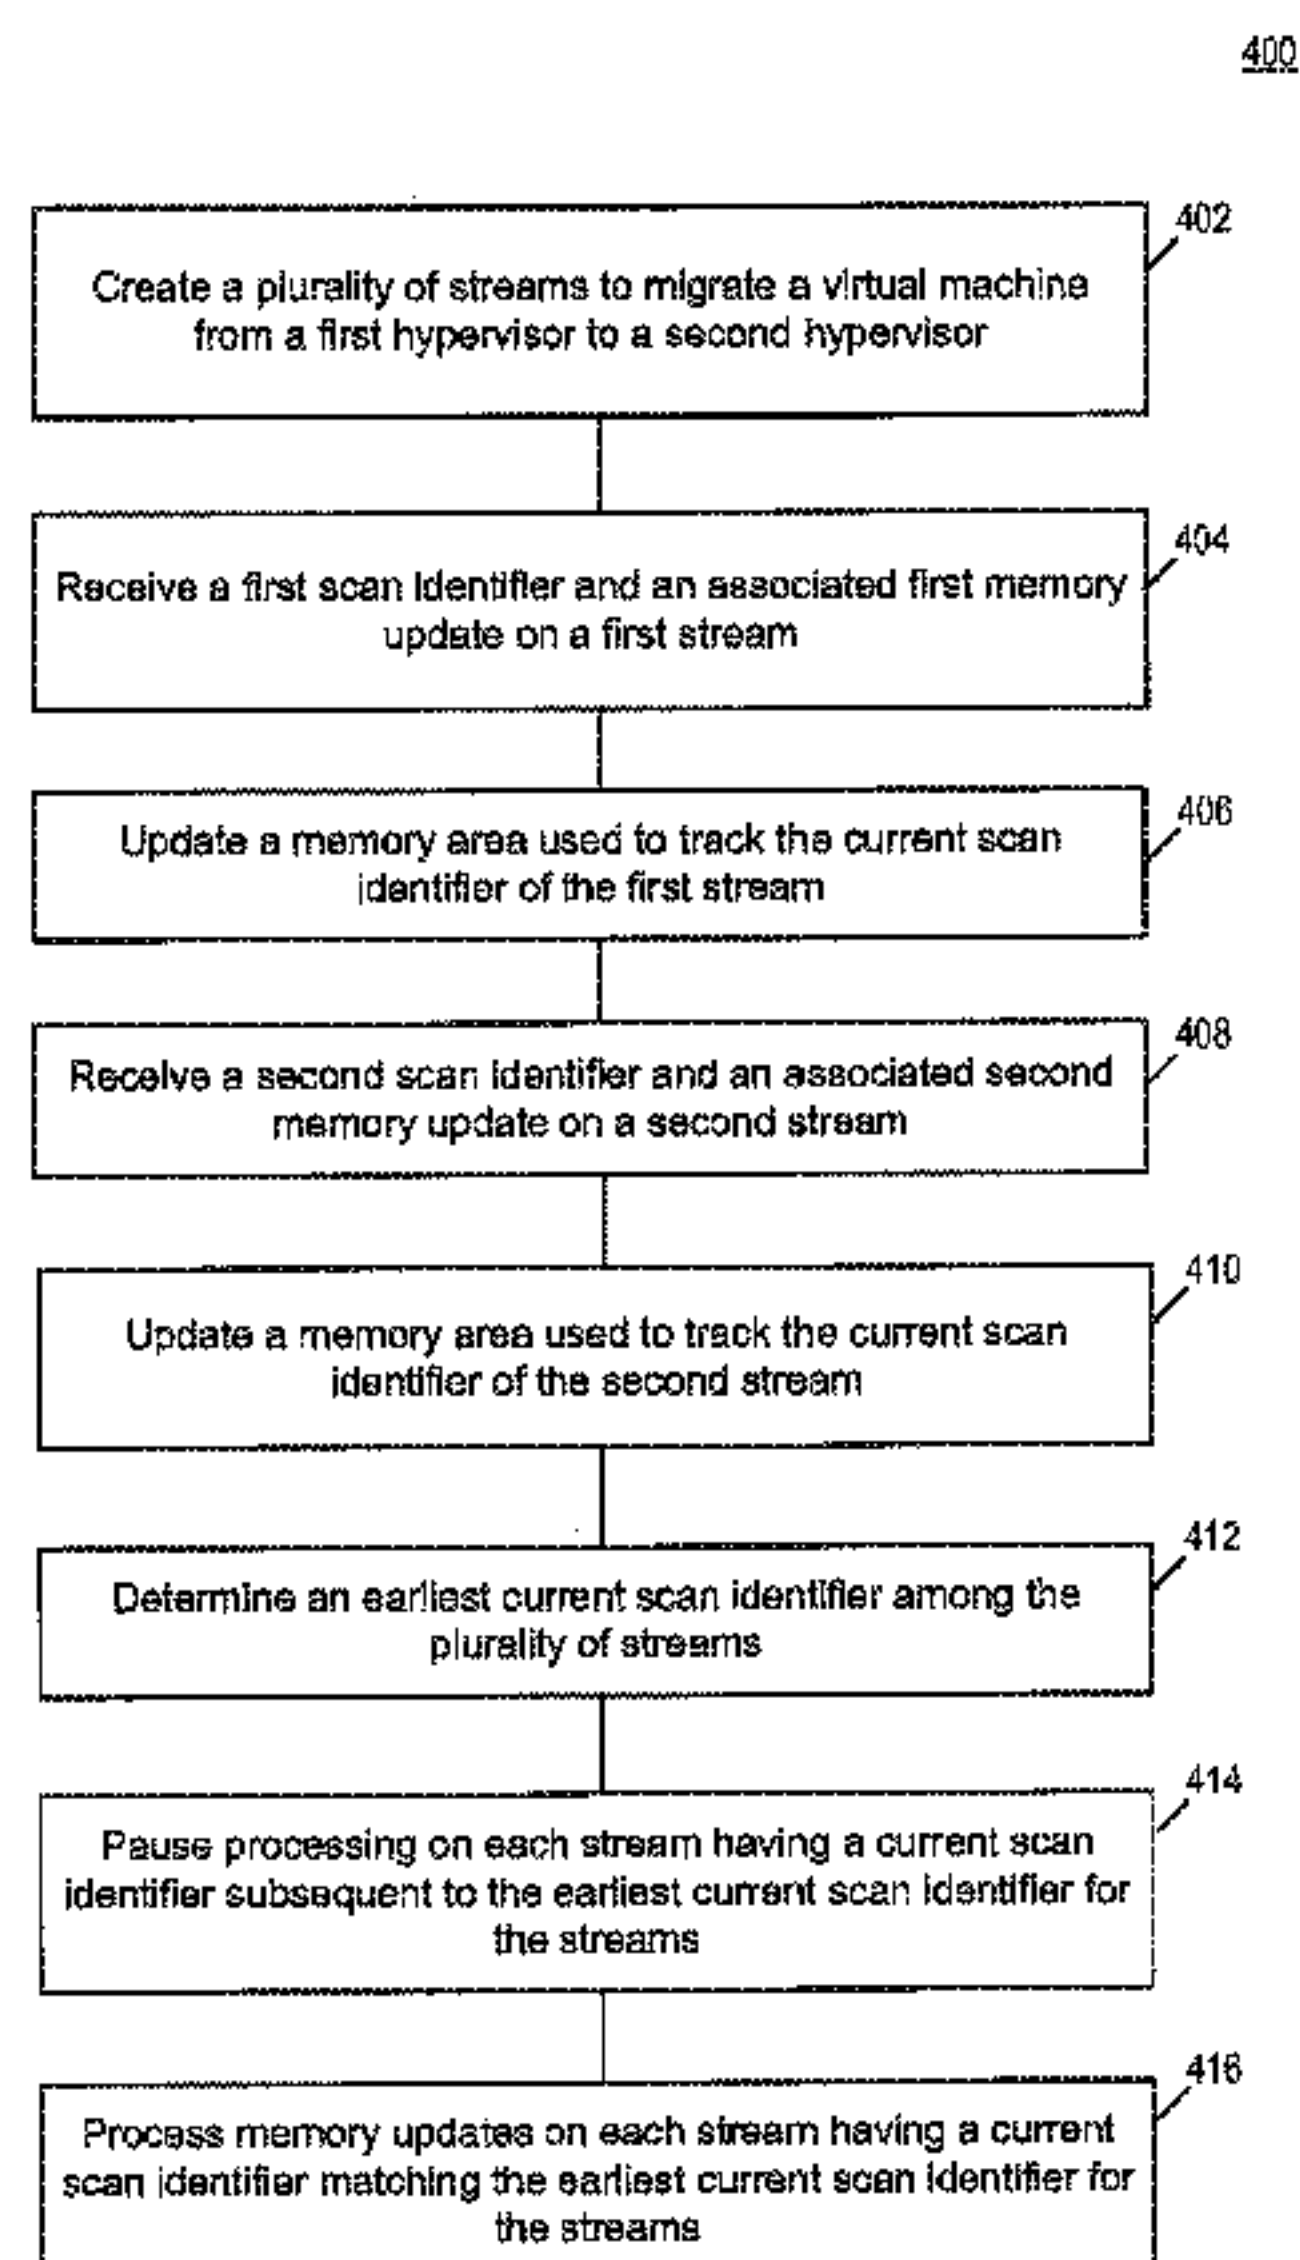 400
402
Create a plurality of streams to migrate a virtual machine
from a first hypervisor to a second hypervisor
404
Receive a first scan identifier and an associated first memory
update on a first stream
406
Update a memory area used to track the current scan
identifier of the first stream
408
Receive a second scan identifier and an associated second
memory update on a second stream
410
Update a memory area used to track the current scan
identifier of the second stream
412
Determine an earliest current scan identifier among the
plurality of streams
414
Pause processing on each stream having a current scan
identifier subsequent to the earliest current scan identifier for
the streams
416
Process memory updates on each stream having a current
scan identifier matching the earliest current scan identifier for
the streams